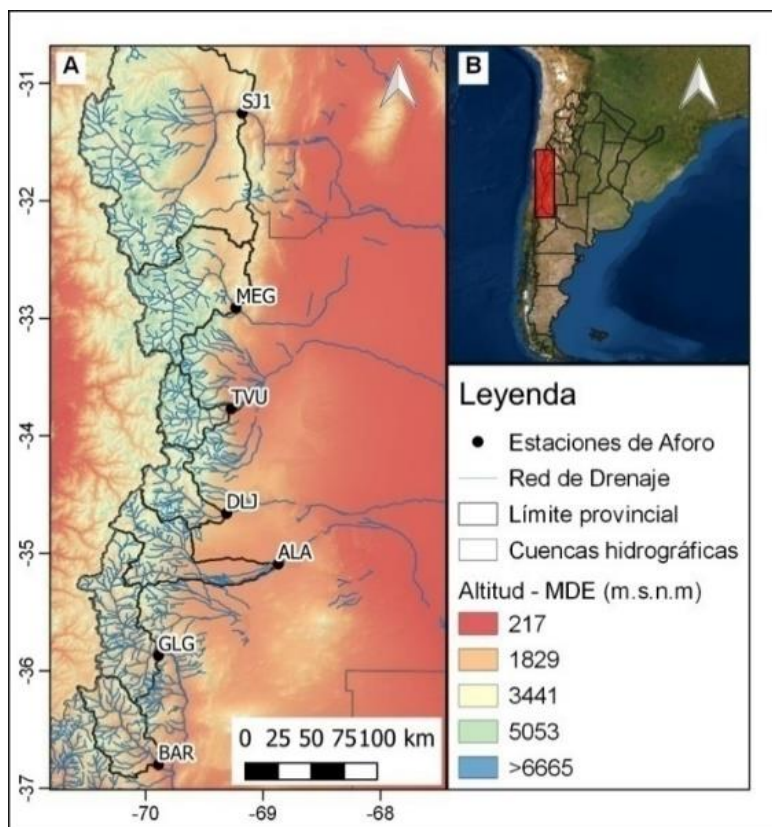 A
B
-31
-32
-33
-34
-35
-36
-37
SJ1
MEG
TVU
DLJ
ALA
GLG
BAR
0 25 50 75 100 km
-70 -69 -68
Leyenda
Estaciones de Aforo
Red de Drenaje
Límite provincial
Cuencas hidrográficas
Altitud - MDE (m.s.n.m)
217
1829
3441
5053
>6665